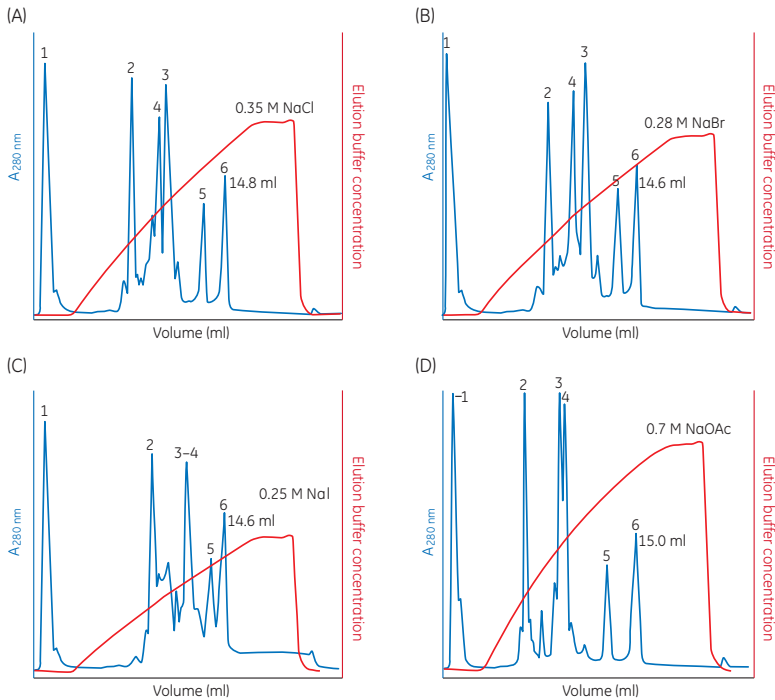 (A)
1
2
3
4
5
6
0.35 M NaCl
14.8 ml
A280 nm
Elution buffer concentration
Volume (ml)
(B)
1
2
3
4
5
6
0.28 M NaBr
14.6 ml
A280 nm
Elution buffer concentration
Volume (ml)
(C)
1
2
3–4
5
6
0.25 M NaI
14.6 ml
A280 nm
Elution buffer concentration
Volume (ml)
(D)
1
2
3
4
5
6
0.7 M NaOAc
15.0 ml
A280 nm
Elution buffer concentration
Volume (ml)